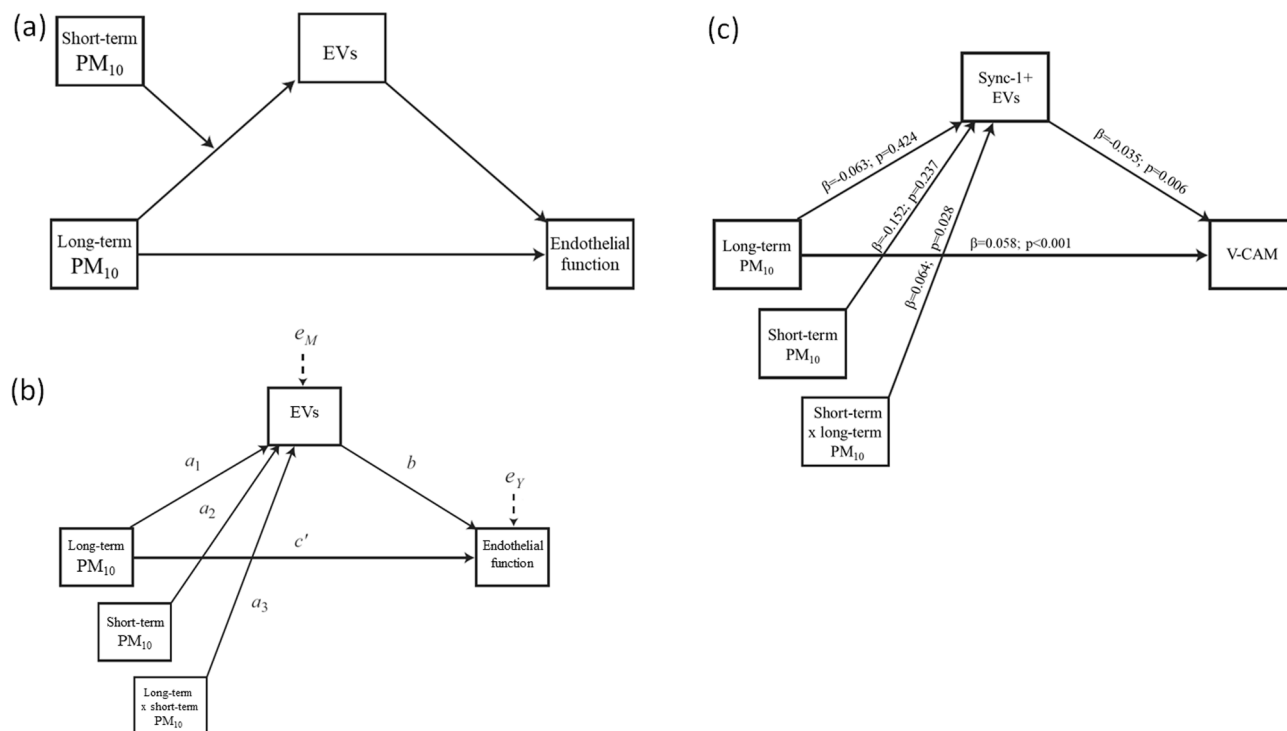 (a)
Short-term
PM₁₀
EVs
Long-term
PM₁₀
Endothelial
function
(b)
e_M
EVs
a₁
a₂
a₃
b
e_Y
c'
Long-term
PM₁₀
Endothelial
function
Short-term
PM₁₀
Long-term
x short-term
PM₁₀
(c)
Sync-1+
EVs
β=-0.063; p=0.424
β=-0.152; p=0.237
β=0.064; p=0.028
β=-0.035; p=0.006
β=0.058; p<0.001
Long-term
PM₁₀
V-CAM
Short-term
PM₁₀
Short-term
x long-term
PM₁₀